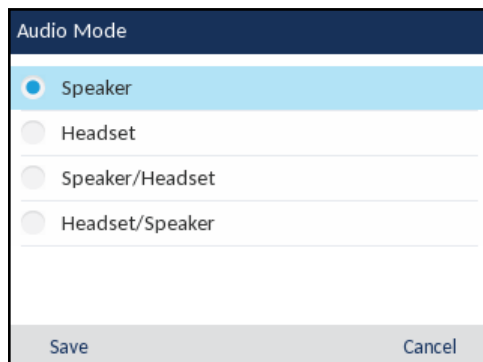 Audio Mode
Speaker
Headset
Speaker/Headset
Headset/Speaker
Save Cancel